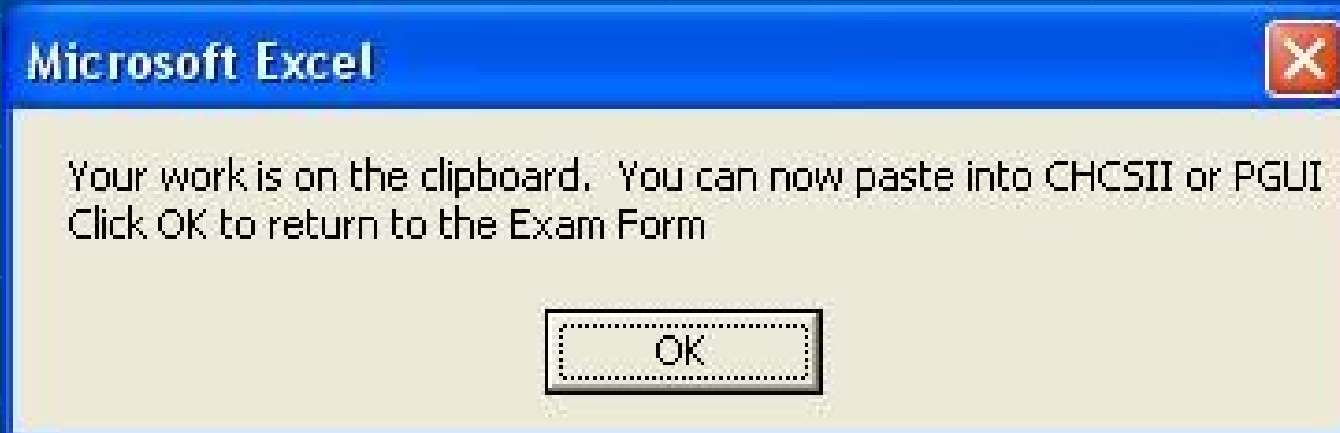 Microsoft Excel
Your work is on the clipboard.  You can now paste into CHCSII or PGUI
Click OK to return to the Exam Form
OK